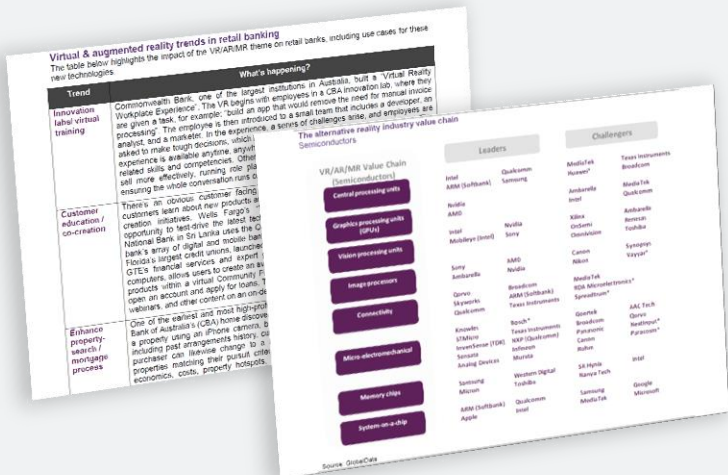 Virtual & augmented reality trends in retail banking
The table below highlights the impact of the VR/AR/MR theme on retail banks, including use cases for these
new technologies.
Trend What's happening?
Innovation
labs/ virtual
training
Commonwealth Bank, one of the largest institutions in Australia, built a "Virtual Reality
Workplace Experience". The VR begins with employees in a CBA innovation lab, where they
are given a task, for example; "build an app that would remove the need for manual invoice
processing". The employee is then introduced to a small team that includes a developer, an
analyst, and a marketer. In the experience, a series of challenges arise, and employees are
asked to make tough decisions, which
experience is available anytime, anywh
related skills and competencies. Other
sell more effectively, running role pla
ensuring the whole conversation runs o
Customer
education /
co-creation
There's an obvious customer facing
customers learn about new products a
creation initiatives. Wells Fargo's
opportunity to test-drive the latest tech
National Bank in Sri Lanka uses the C
bank's array of digital and mobile ban
Florida's largest credit unions, launched
GTE's financial services and expert
computers, allows users to create an av
products within a virtual Community F
open an account and apply for loans. T
webinars, and other content on an on-de
Enhance
property-
search /
mortgage
process
One of the earliest and most high-prof
Bank of Australia's (CBA) home discove
a property using an iPhone camera, b
including past arrangements history, cu
purchaser can likewise change to a
properties matching their pursuit criter
economics, costs, property hotspots,
The alternative reality industry value chain
Semiconductors
VR/AR/MR Value Chain
(Semiconductors)
Leaders
Challengers
Central processing units
Intel Qualcomm
ARM (Softbank) Samsung
MediaTek Texas Instruments
Huawei* Broadcom
Graphics processing units
(GPUs)
Nvidia
AMD
Ambarella MediaTek
Intel Qualcomm
Vision processing units
Intel Nvidia
Mobileye (Intel) Sony
Xilinx Ambarella
OnSemi Renesas
Omnivision Toshiba
Image processors
Sony AMD
Ambarella Nvidia
Canon Synopsys
Nikon Vayyar*
Connectivity
Qorvo Broadcom
Skyworks ARM (Softbank)
Qualcomm Texas Instruments
MediaTek
RDA Microelectronics*
Spreadtrum*
Micro-electromechanical
Knowles Bosch*
STMicro Texas Instruments
InvenSense (TDK) NXP (Qualcomm)
Sensata Infineon
Analog Devices Murata
Goertek AAC Tech
Broadcom Qorvo
Panasonic NextInput*
Canon
Rohm
Memory chips
Samsung Western Digital
Micron Toshiba
SK Hynix Intel
Nanya Tech
System-on-a-chip
ARM (Softbank) Qualcomm
Apple Intel
Samsung Google
MediaTek Microsoft
Source: GlobalData